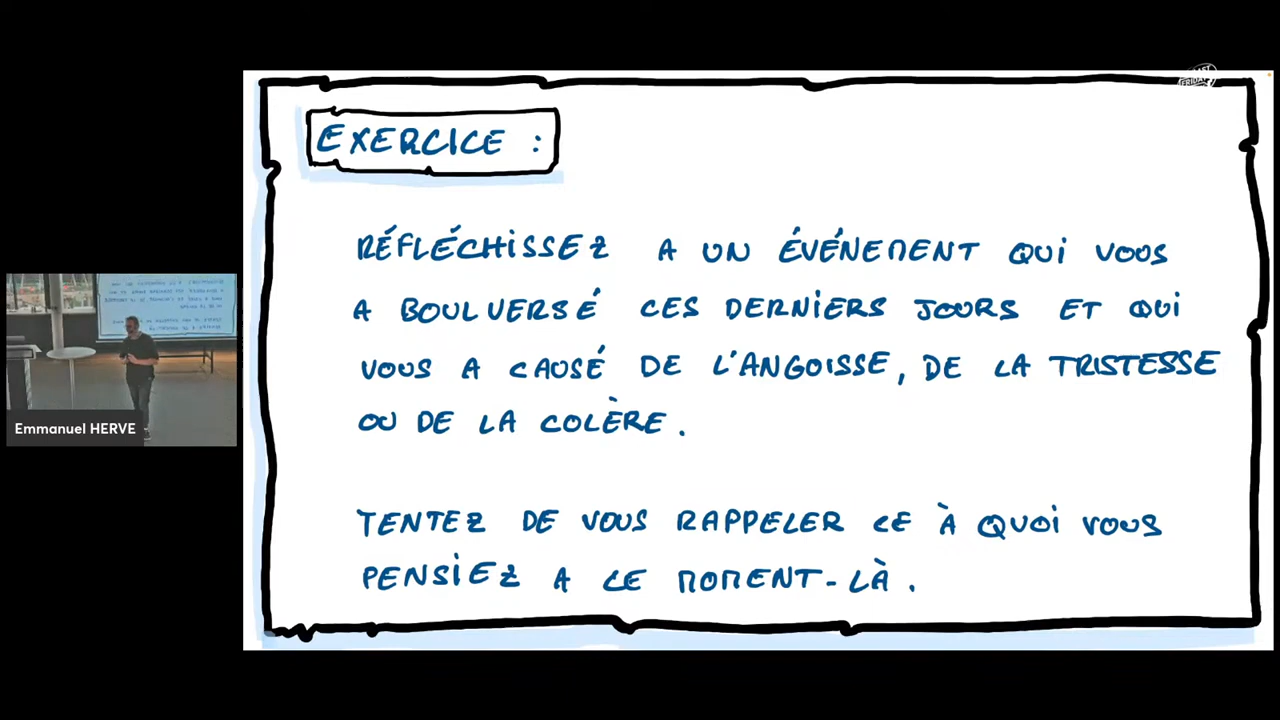 EXERCICE :
RÉFLÉCHISSEZ A UN ÉVÉNEMENT QUI VOUS
A BOULVERSÉ CES DERNIERS JOURS ET QUI
VOUS A CAUSÉ DE L'ANGOISSE, DE LA TRISTESSE
OU DE LA COLÈRE.
TENTEZ DE VOUS RAPPELER CE À QUOI VOUS
PENSIEZ A CE MOMENT-LÀ.
Emmanuel HERVE